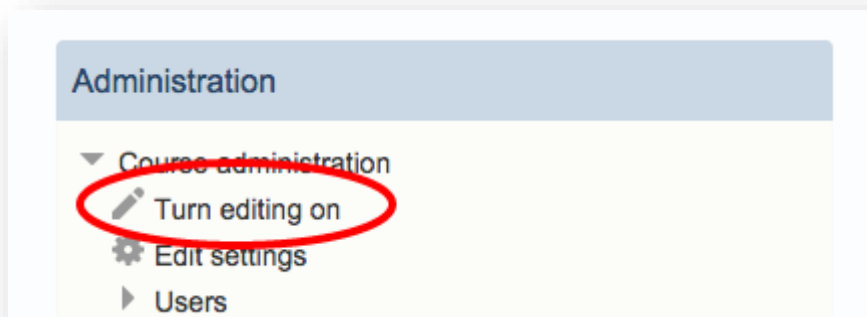 Administration
Course administration
Turn editing on
Edit settings
Users